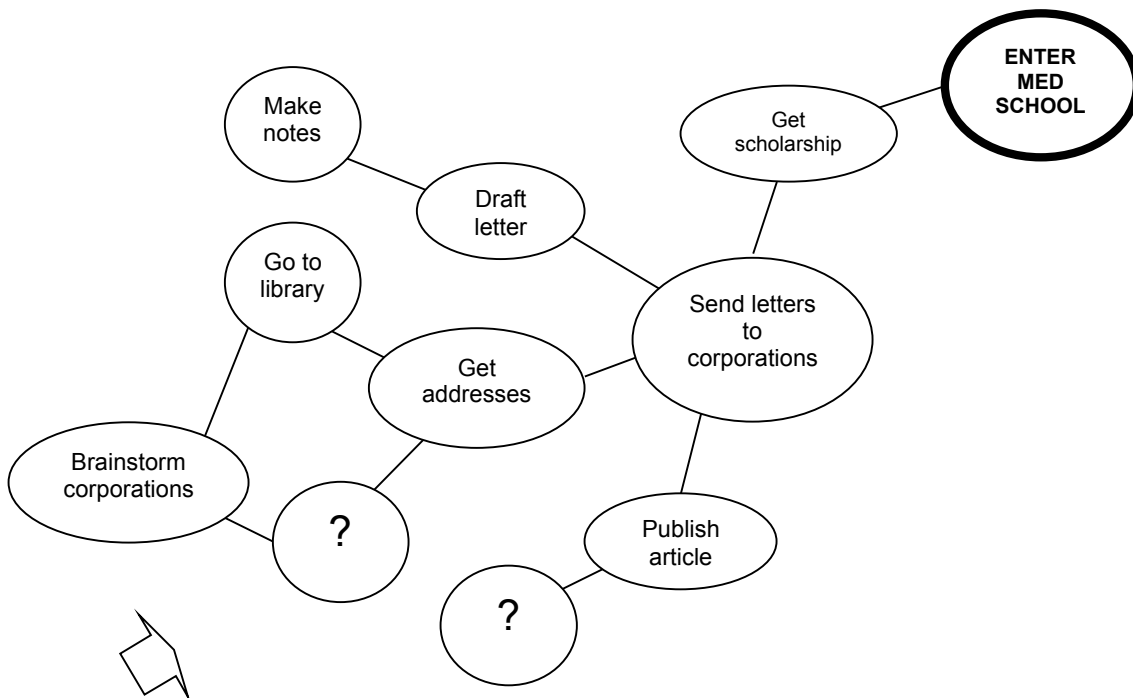 ENTER
MED
SCHOOL
Make
notes
Get
scholarship
Draft
letter
Go to
library
Send letters
to
corporations
Get
addresses
Brainstorm
corporations
?
Publish
article
?